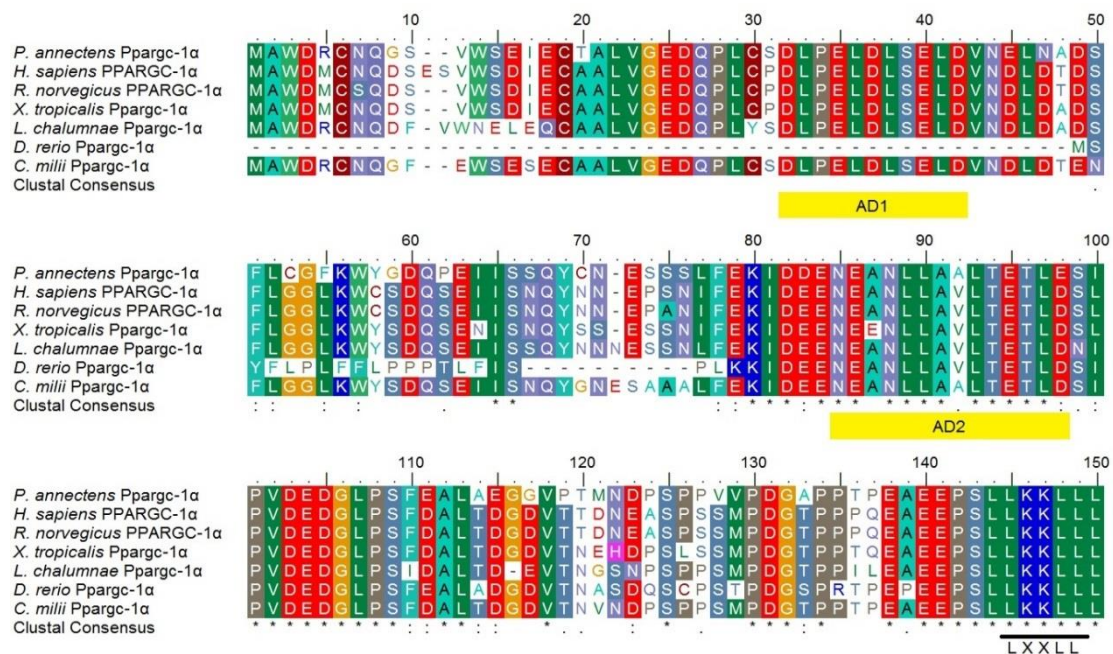 10 20 30 40 50
P. annectens Ppargc-1α MAWDRCNQGS--VWSEIECTALVGEDQPLCSDLPELDLSELDVNELNADS
H. sapiens PPARGC-1α MAWDMCNQDSESVWSDIECAALVGEDQPLCPDLPELDLSELDVNDLDTDS
R. norvegicus PPARGC-1α MAWDMCSQDS--VWSDIECAALVGEDQPLCPDLPELDLSELDVNDLDTDS
X. tropicalis Ppargc-1α MAWDMCNQDS--VWSDIECAALVGEDQPLCPDLPELDLSELDVNDLDADS
L. chalumnae Ppargc-1α MAWDRCNQDF-VWNELEQCAALVGEDQPLYSDLPELDLSELDVNDLDADS
D. rerio Ppargc-1α ------------------------------------------------MS
C. milii Ppargc-1α MAWDRCNQGF--EWSESECAALVGEDQPLCSDLPELDLSELDVNDLDTEN
Clustal Consensus
AD1
60 70 80 90 100
P. annectens Ppargc-1α FLCGFKWYGDQPEIISSQYCN-ESSSLFEKIDDENEANLLAALTETLESI
H. sapiens PPARGC-1α FLGGLKWCSDQSEIISNQYNN-EPSNIFEKIDEENEANLLAVLTETLDSI
R. norvegicus PPARGC-1α FLGGLKWCSDQSEIISNQYNN-EPANIFEKIDEENEANLLAVLTETLDSL
X. tropicalis Ppargc-1α FLGGLKWYSDQSENISNQYSS-ESSNIFEKIDEENEENLLAVLTETLDSI
L. chalumnae Ppargc-1α FLGGLKWYSDQSEIISSQYNNNESSNLFEKIDEENEANLLAVLTETLDNI
D. rerio Ppargc-1α YFLPLFFLPPPTLFIS----------PLKKIDEENEANLLAVLTETLDSI
C. milii Ppargc-1α FLGGLKWYSDQSEIISNQYGNESAAALFEKIDEENEANLLAALTETLDSI
Clustal Consensus
AD2
110 120 130 140 150
P. annectens Ppargc-1α PVDEDGLPSFEALAEGGVPTMNDPSPPVVPDGAPPTPEAEEPSLLKKLLL
H. sapiens PPARGC-1α PVDEDGLPSFDALTDGDVTTDNEASPSSMPDGTPPPQEAEEPSLLKKLLL
R. norvegicus PPARGC-1α PVDEDGLPSFDALTDGDVTTDNEASPSSMPDGTPPPQEAEEPSLLKKLLL
X. tropicalis Ppargc-1α PVDEDGLPSFDALTDGDVTNEHDPSLSSMPDGTPPTQEAEEPSLLKKLLL
L. chalumnae Ppargc-1α PVDEDGLPSIDALTD-DVTNGSNPSPSSMPDGTPPILEAEEPSLLKKLLL
D. rerio Ppargc-1α PVDEDGLPSFEALADGDVTNASDQSCPSTPDGSPRTPEPEEPSLLKKLLL
C. milii Ppargc-1α PVDEDGLPSFDALTDGDVTNVNDPSPPSMPDGTPPTPEAEEPSLLKKLLL
Clustal Consensus
LXXLL